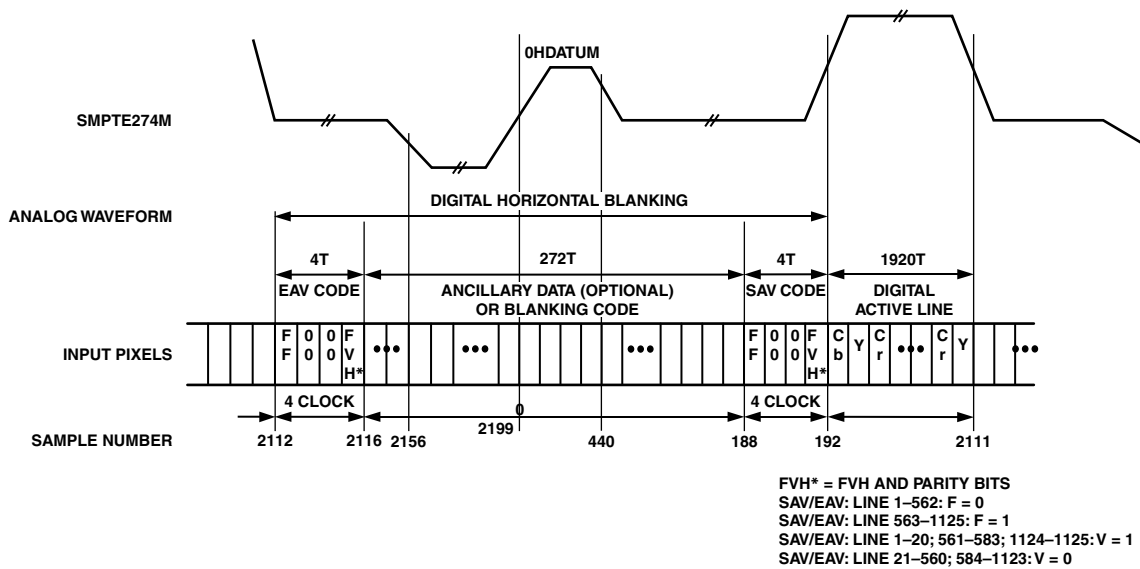 0HDATUM
SMPTE274M
DIGITAL HORIZONTAL BLANKING
ANALOG WAVEFORM
4T 272T 4T 1920T
EAV CODE ANCILLARY DATA (OPTIONAL) SAV CODE DIGITAL
OR BLANKING CODE ACTIVE LINE
INPUT PIXELS
F 0 0 F F 0 0 F C C
F 0 0 V F 0 0 V b Y r Y
H* H* C r
4 CLOCK 0 4 CLOCK
SAMPLE NUMBER
2112 2116 2156 2199 440 188 192 2111
FVH* = FVH AND PARITY BITS
SAV/EAV: LINE 1–562: F = 0
SAV/EAV: LINE 563–1125: F = 1
SAV/EAV: LINE 1–20; 561–583; 1124–1125: V = 1
SAV/EAV: LINE 21–560; 584–1123: V = 0